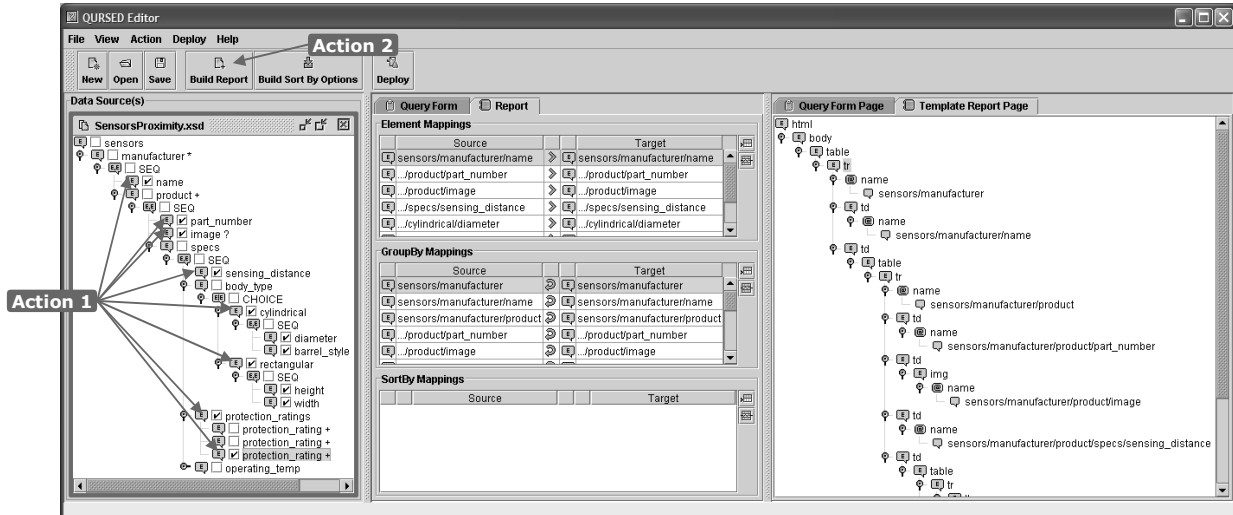 QURSED Editor
File View Action Deploy Help
Action 2
New Open Save Build Report Build Sort By Options Deploy
Data Source(s)
SensorsProximity.xsd
sensors
manufacturer *
SEQ
name
product +
SEQ
part_number
image ?
specs
SEQ
sensing_distance
body_type
CHOICE
cylindrical
SEQ
diameter
barrel_style
rectangular
SEQ
height
width
protection_ratings
protection_rating +
protection_rating +
protection_rating +
operating_temp
Action 1
Query Form Report
Element Mappings
Source Target
sensors/manufacturer/name sensors/manufacturer/name
.../product/part_number .../product/part_number
.../product/image .../product/image
.../specs/sensing_distance .../specs/sensing_distance
.../cylindrical/diameter .../cylindrical/diameter
GroupBy Mappings
Source Target
sensors/manufacturer sensors/manufacturer
sensors/manufacturer/name sensors/manufacturer/name
sensors/manufacturer/product sensors/manufacturer/product
.../product/part_number .../product/part_number
.../product/image .../product/image
SortBy Mappings
Source Target
Query Form Page Template Report Page
html
body
table
tr
name
sensors/manufacturer
td
name
sensors/manufacturer/name
td
table
tr
name
sensors/manufacturer/product
td
name
sensors/manufacturer/product/part_number
td
img
name
sensors/manufacturer/product/image
td
name
sensors/manufacturer/product/specs/sensing_distance
td
table
tr